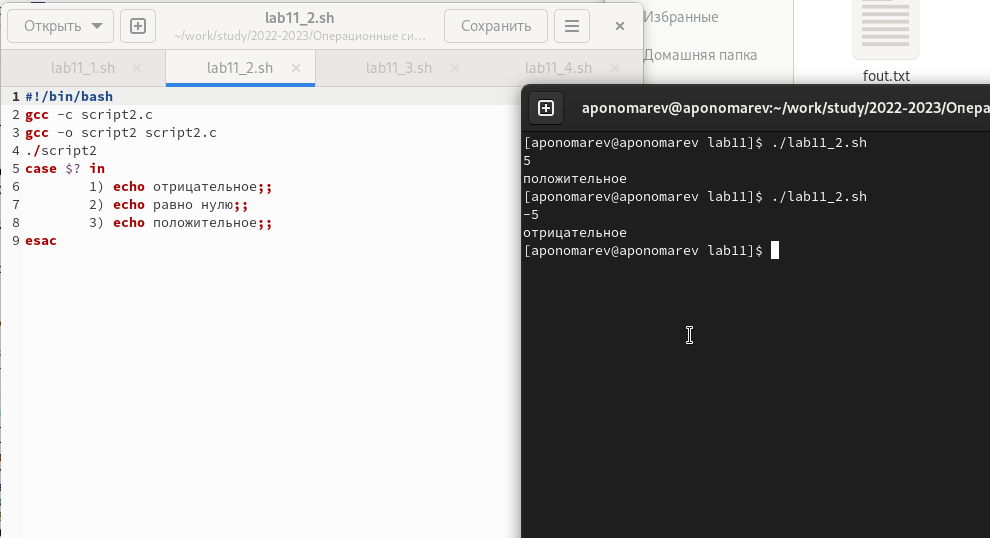 Открыть
lab11_2.sh
~/work/study/2022-2023/Операционные си…
Сохранить
lab11_1.sh
lab11_2.sh
lab11_3.sh
lab11_4.sh
1 #!/bin/bash
2 gcc -c script2.c
3 gcc -o script2 script2.c
4 ./script2
5 case $? in
6 1) echo отрицательное;;
7 2) echo равно нулю;;
8 3) echo положительное;;
9 esac
Избранные
Домашняя папка
fout.txt
aponomarev@aponomarev:~/work/study/2022-2023/Опера
[aponomarev@aponomarev lab11]$ ./lab11_2.sh
5
положительное
[aponomarev@aponomarev lab11]$ ./lab11_2.sh
-5
отрицательное
[aponomarev@aponomarev lab11]$